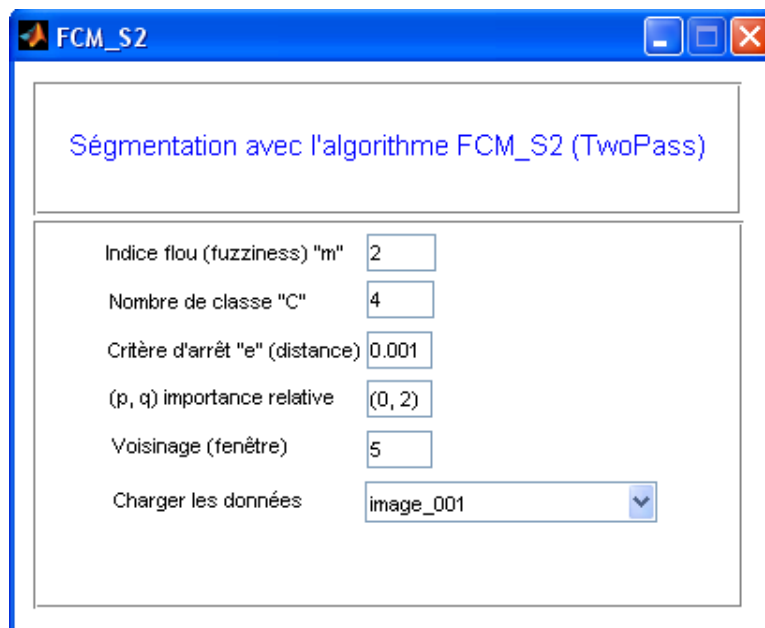 FCM_S2
Ségmentation avec l'algorithme FCM_S2 (TwoPass)
Indice flou (fuzziness) "m" 2
Nombre de classe "C" 4
Critère d'arrêt "e" (distance) 0.001
(p, q) importance relative (0, 2)
Voisinage (fenêtre) 5
Charger les données image_001